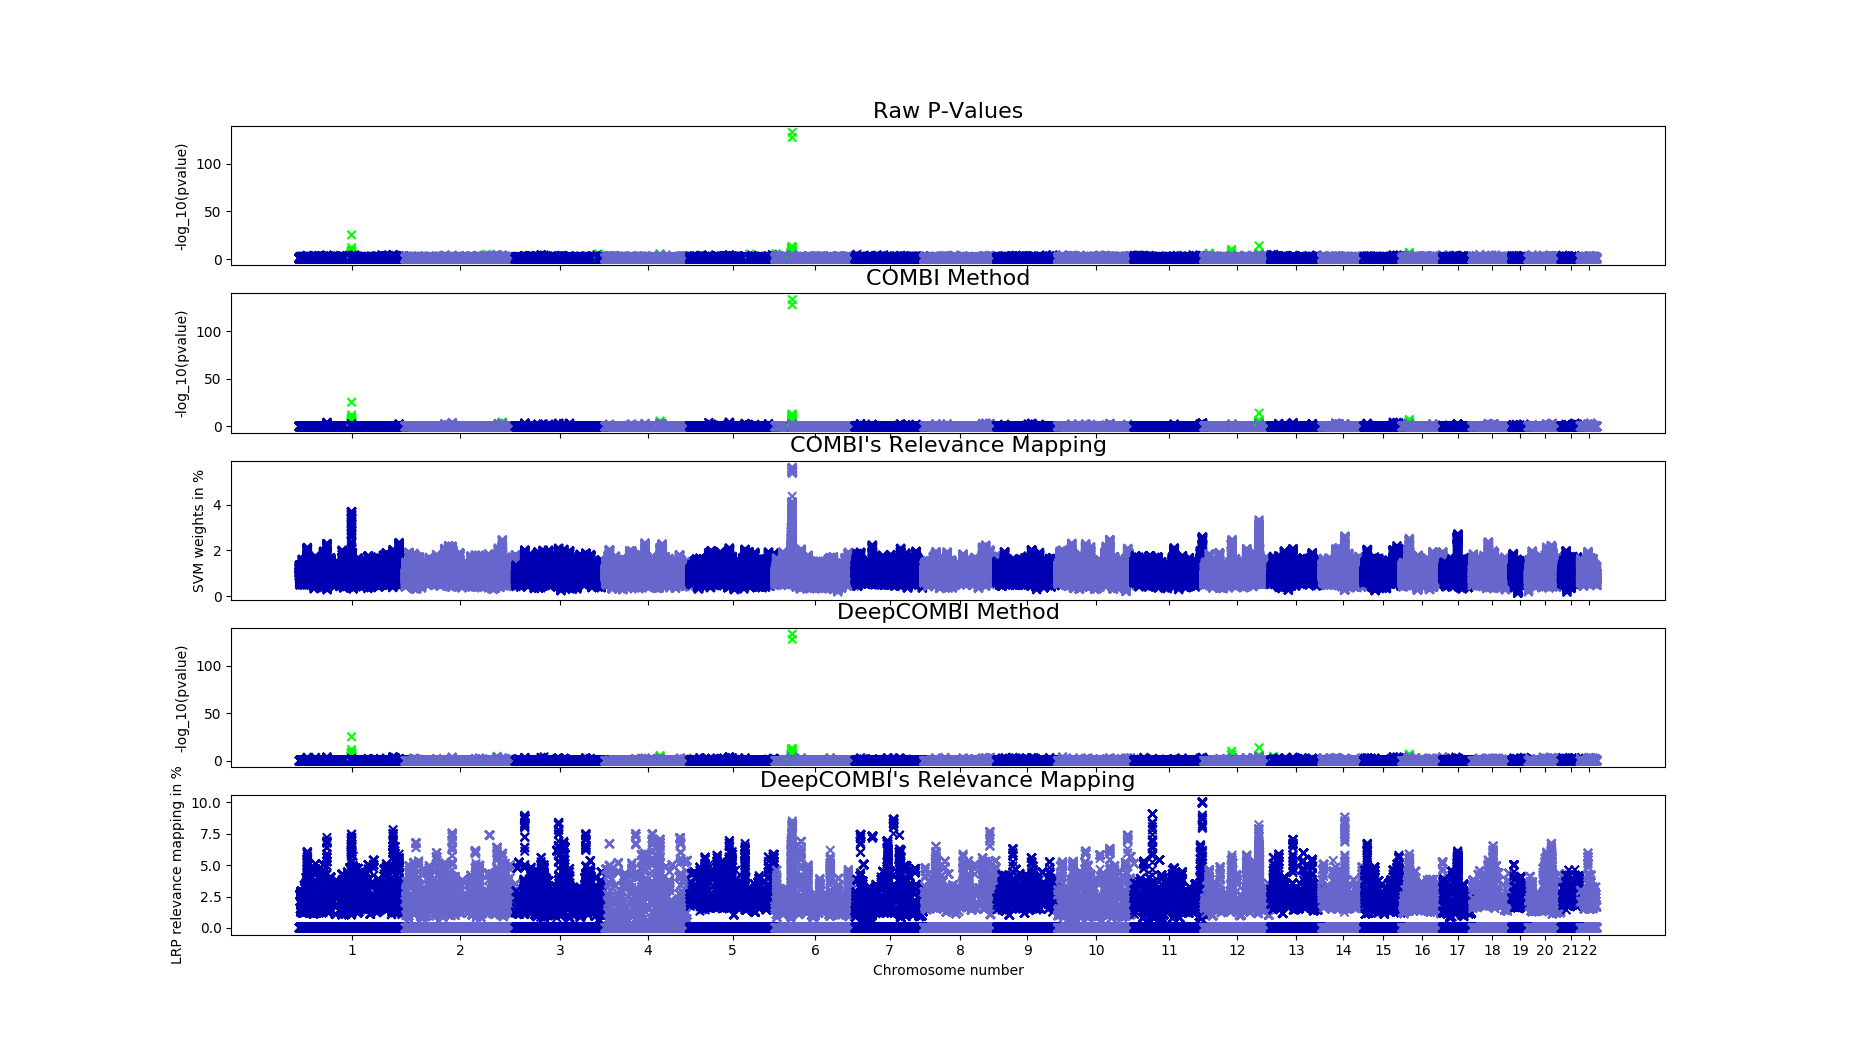 Raw P-Values
-log_10(pvalue)
100
50
0
COMBI Method
-log_10(pvalue)
100
50
0
COMBI's Relevance Mapping
SVM weights in %
4
2
0
DeepCOMBI Method
-log_10(pvalue)
100
50
0
DeepCOMBI's Relevance Mapping
LRP relevance mapping in %
10.0
7.5
5.0
2.5
0.0
1 2 3 4 5 6 7 8 9 10 11 12 13 14 15 16 17 18 19 20 21 22
Chromosome number